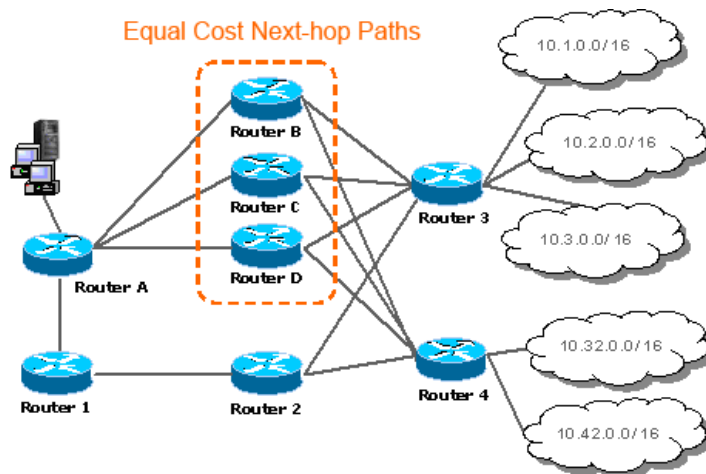 Equal Cost Next-hop Paths
10.1.0.0/16
Router B
10.2.0.0/16
Router C
Router 3
10.3.0.0/16
Router A
Router D
10.32.0.0/16
Router 1
Router 2
Router 4
10.42.0.0/16